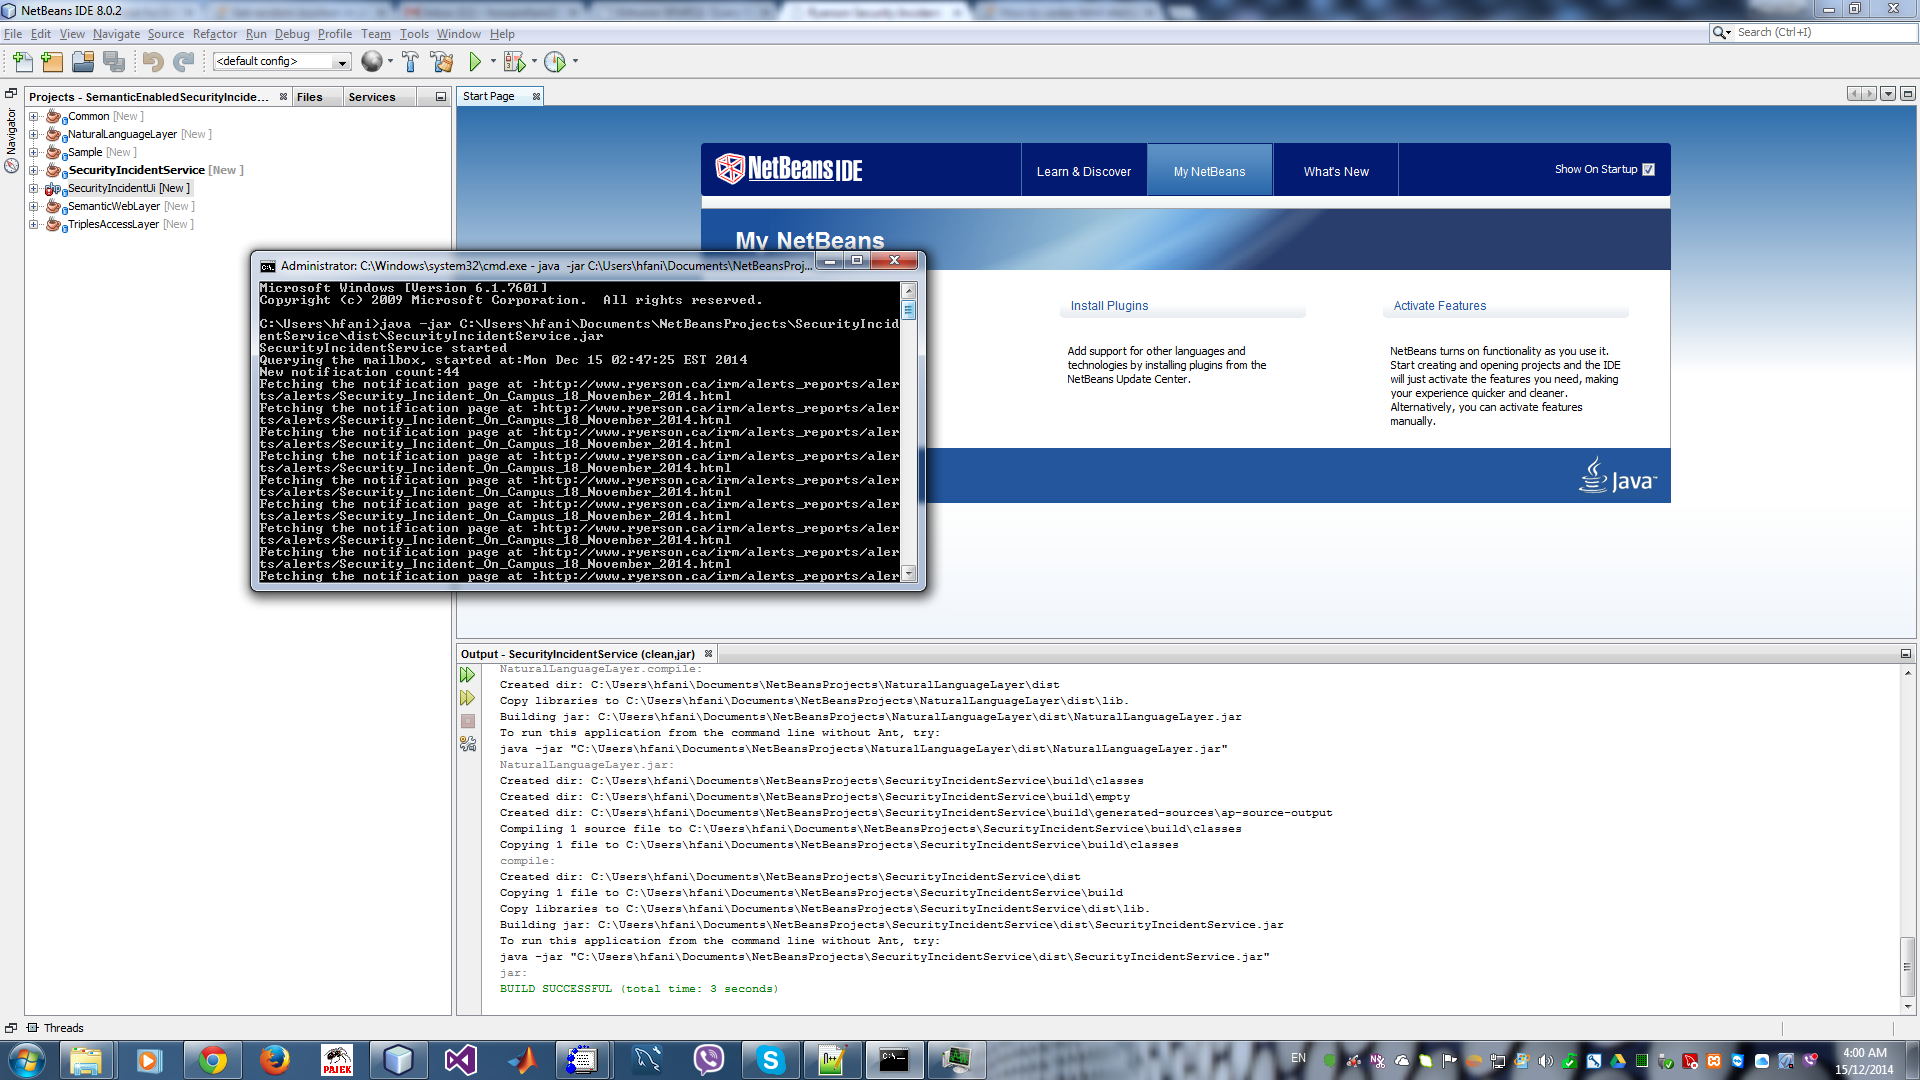 NetBeans IDE 8.0.2
File Edit View Navigate Source Refactor Run Debug Profile Team Tools Window Help
Search (Ctrl+I)
<default config>
Projects - SemanticEnabledSecurityIncide...
Files
Services
Start Page
Navigator
Common [New ]
NaturalLanguageLayer [New ]
Sample [New ]
SecurityIncidentService [New ]
SecurityIncidentUi [New ]
SemanticWebLayer [New ]
TriplesAccessLayer [New ]
NetBeans IDE
Learn & Discover
My NetBeans
What's New
Show On Startup
My NetBeans
Install Plugins
Add support for other languages and
technologies by installing plugins from the
NetBeans Update Center.
Activate Features
NetBeans turns on functionality as you use it.
Start creating and opening projects and the IDE
will just activate the features you need, making
your experience quicker and cleaner.
Alternatively, you can activate features
manually.
Java
Administrator: C:\Windows\system32\cmd.exe - java -jar C:\Users\hfani\Documents\NetBeansProj...
Microsoft Windows [Version 6.1.7601]
Copyright (c) 2009 Microsoft Corporation.  All rights reserved.
C:\Users\hfani>java -jar C:\Users\hfani\Documents\NetBeansProjects\SecurityIncid
entService\dist\SecurityIncidentService.jar
SecurityIncidentService started
Querying the mailbox, started at:Mon Dec 15 02:47:25 EST 2014
New notification count:44
Fetching the notification page at :http://www.ryerson.ca/irm/alerts_reports/aler
ts/alerts/Security_Incident_On_Campus_18_November_2014.html
Fetching the notification page at :http://www.ryerson.ca/irm/alerts_reports/aler
ts/alerts/Security_Incident_On_Campus_18_November_2014.html
Fetching the notification page at :http://www.ryerson.ca/irm/alerts_reports/aler
ts/alerts/Security_Incident_On_Campus_18_November_2014.html
Fetching the notification page at :http://www.ryerson.ca/irm/alerts_reports/aler
ts/alerts/Security_Incident_On_Campus_18_November_2014.html
Fetching the notification page at :http://www.ryerson.ca/irm/alerts_reports/aler
ts/alerts/Security_Incident_On_Campus_18_November_2014.html
Fetching the notification page at :http://www.ryerson.ca/irm/alerts_reports/aler
ts/alerts/Security_Incident_On_Campus_18_November_2014.html
Fetching the notification page at :http://www.ryerson.ca/irm/alerts_reports/aler
ts/alerts/Security_Incident_On_Campus_18_November_2014.html
Fetching the notification page at :http://www.ryerson.ca/irm/alerts_reports/aler
ts/alerts/Security_Incident_On_Campus_18_November_2014.html
Fetching the notification page at :http://www.ryerson.ca/irm/alerts_reports/aler
Output - SecurityIncidentService (clean,jar)
NaturalLanguageLayer.compile:
Created dir: C:\Users\hfani\Documents\NetBeansProjects\NaturalLanguageLayer\dist
Copy libraries to C:\Users\hfani\Documents\NetBeansProjects\NaturalLanguageLayer\dist\lib.
Building jar: C:\Users\hfani\Documents\NetBeansProjects\NaturalLanguageLayer\dist\NaturalLanguageLayer.jar
To run this application from the command line without Ant, try:
java -jar "C:\Users\hfani\Documents\NetBeansProjects\NaturalLanguageLayer\dist\NaturalLanguageLayer.jar"
NaturalLanguageLayer.jar:
Created dir: C:\Users\hfani\Documents\NetBeansProjects\SecurityIncidentService\build\classes
Created dir: C:\Users\hfani\Documents\NetBeansProjects\SecurityIncidentService\build\empty
Created dir: C:\Users\hfani\Documents\NetBeansProjects\SecurityIncidentService\build\generated-sources\ap-source-output
Compiling 1 source file to C:\Users\hfani\Documents\NetBeansProjects\SecurityIncidentService\build\classes
Copying 1 file to C:\Users\hfani\Documents\NetBeansProjects\SecurityIncidentService\build\classes
compile:
Created dir: C:\Users\hfani\Documents\NetBeansProjects\SecurityIncidentService\dist
Copying 1 file to C:\Users\hfani\Documents\NetBeansProjects\SecurityIncidentService\build
Copy libraries to C:\Users\hfani\Documents\NetBeansProjects\SecurityIncidentService\dist\lib.
Building jar: C:\Users\hfani\Documents\NetBeansProjects\SecurityIncidentService\dist\SecurityIncidentService.jar
To run this application from the command line without Ant, try:
java -jar "C:\Users\hfani\Documents\NetBeansProjects\SecurityIncidentService\dist\SecurityIncidentService.jar"
jar:
BUILD SUCCESSFUL (total time: 3 seconds)
Threads
PAJEK
EN
4:00 AM
15/12/2014